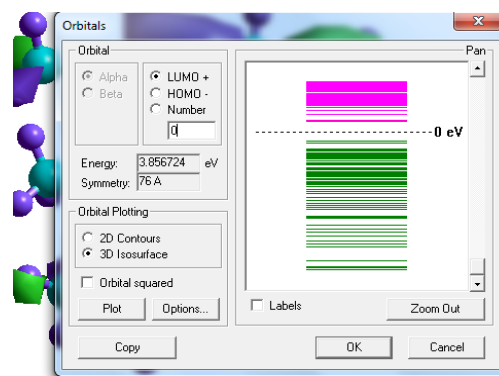 Orbitals
Orbital
Alpha
Beta
LUMO +
HOMO -
Number
0
Energy: 3.856724 eV
Symmetry: 76 A
Orbital Plotting
2D Contours
3D Isosurface
Orbital squared
Plot Options...
Pan
0 eV
Labels
Zoom Out
Copy OK Cancel